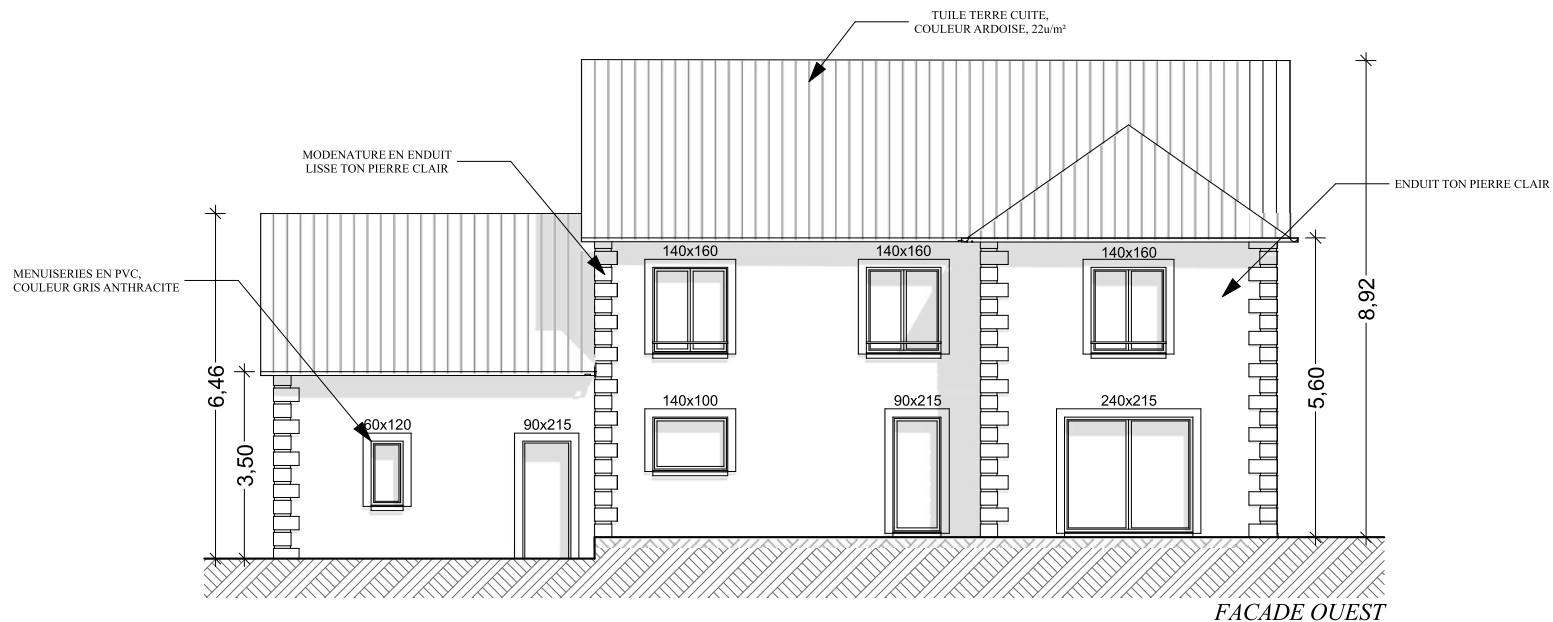 TUILE TERRE CUITE,
COULEUR ARDOISE, 22u/m²
MODENATURE EN ENDUIT
LISSE TON PIERRE CLAIR
ENDUIT TON PIERRE CLAIR
MENUISERIES EN PVC,
COULEUR GRIS ANTHRACITE
140x160
140x160
140x160
8,92
6,46
5,60
3,50
140x100
90x215
240x215
60x120
90x215
FACADE OUEST